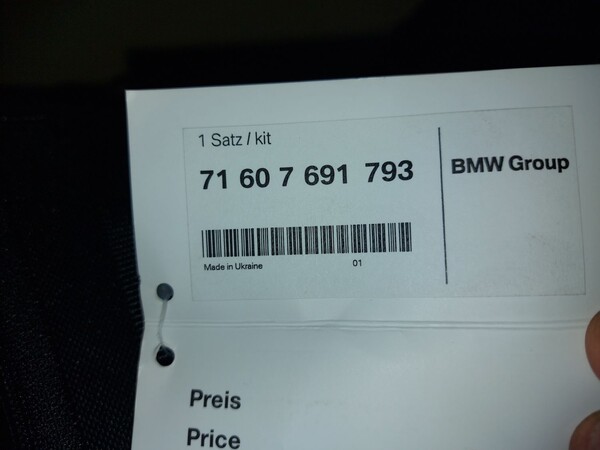 1 Satz / kit
71 60 7 691 793
BMW Group
Made in Ukraine 01
Preis
Price